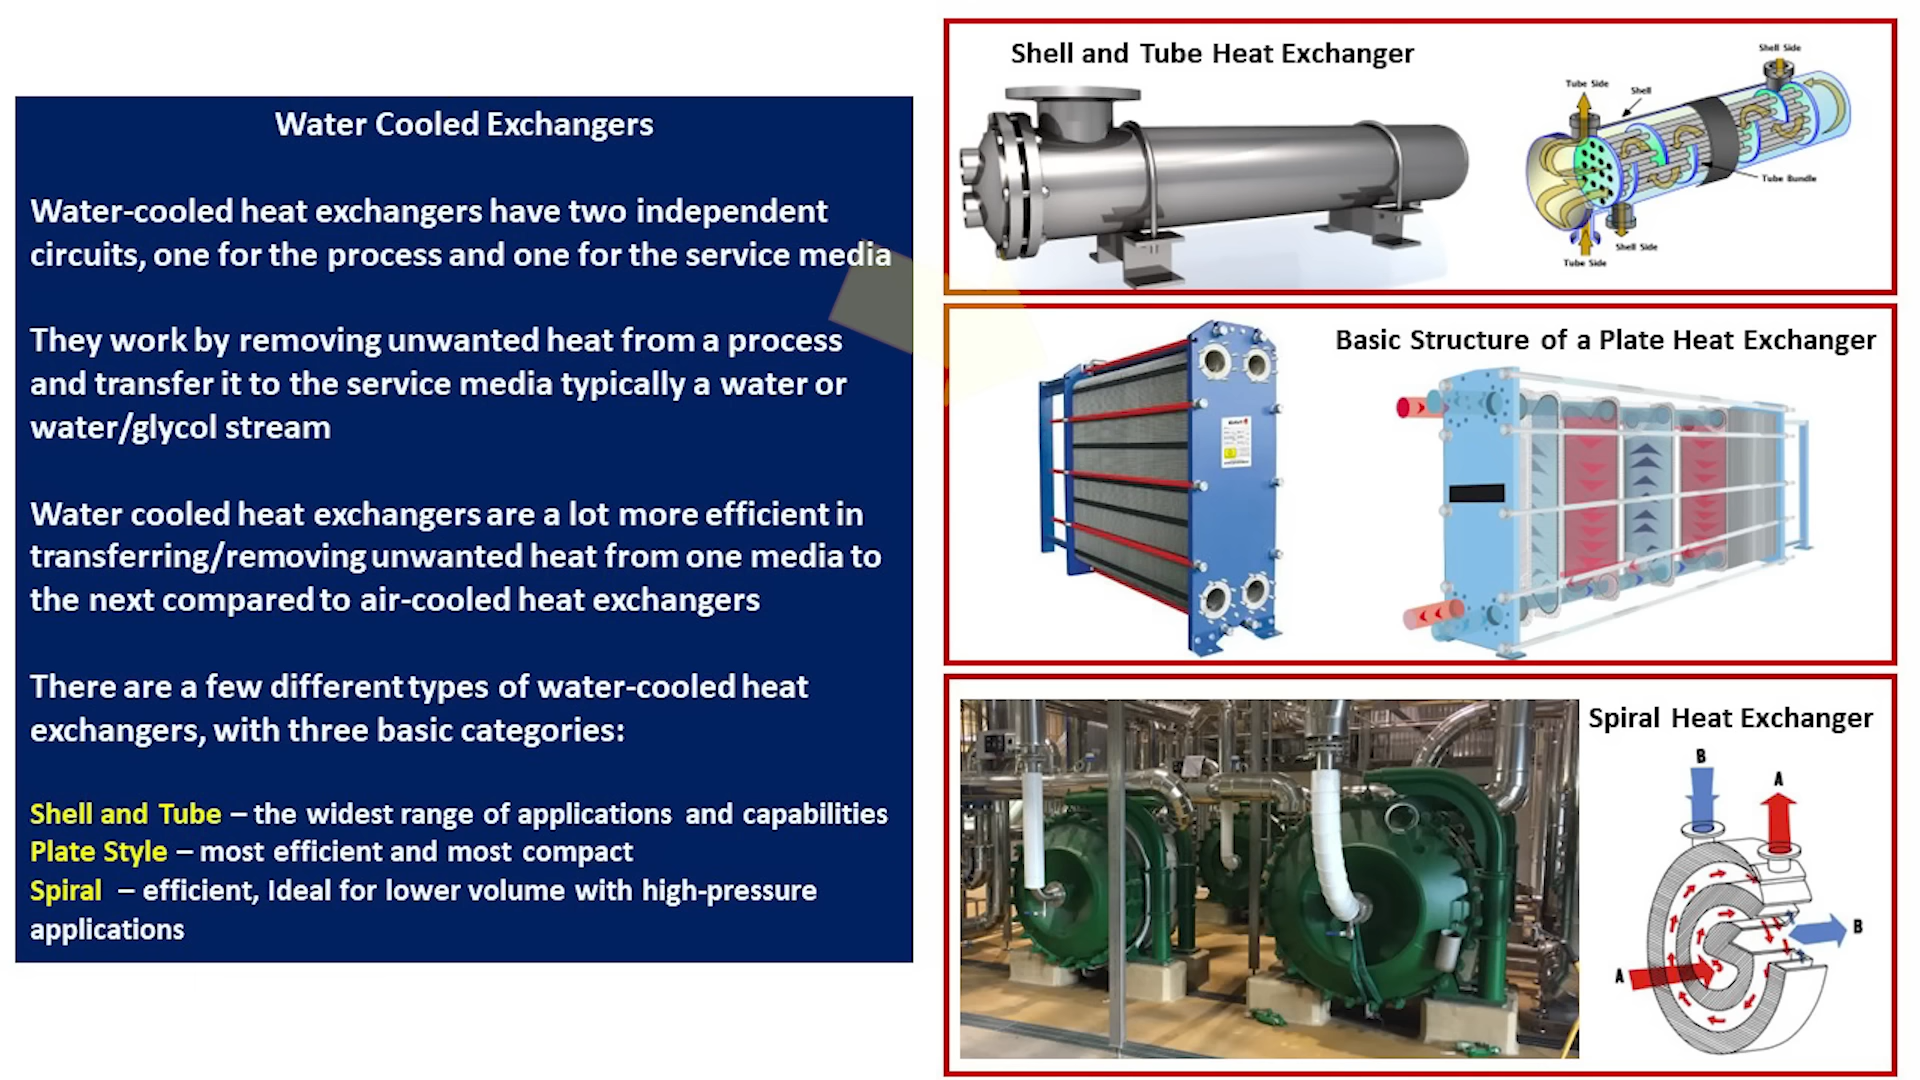 Water Cooled Exchangers
Water-cooled heat exchangers have two independent
circuits, one for the process and one for the service media
They work by removing unwanted heat from a process
and transfer it to the service media typically a water or
water/glycol stream
Water cooled heat exchangers are a lot more efficient in
transferring/removing unwanted heat from one media to
the next compared to air-cooled heat exchangers
There are a few different types of water-cooled heat
exchangers, with three basic categories:
Shell and Tube – the widest range of applications and capabilities
Plate Style – most efficient and most compact
Spiral – efficient, Ideal for lower volume with high-pressure
applications
Shell and Tube Heat Exchanger
Shell Side
Tube Side
Shell
Tube Bundle
Shell Side
Tube Side
Basic Structure of a Plate Heat Exchanger
Spiral Heat Exchanger
B
A
B
A